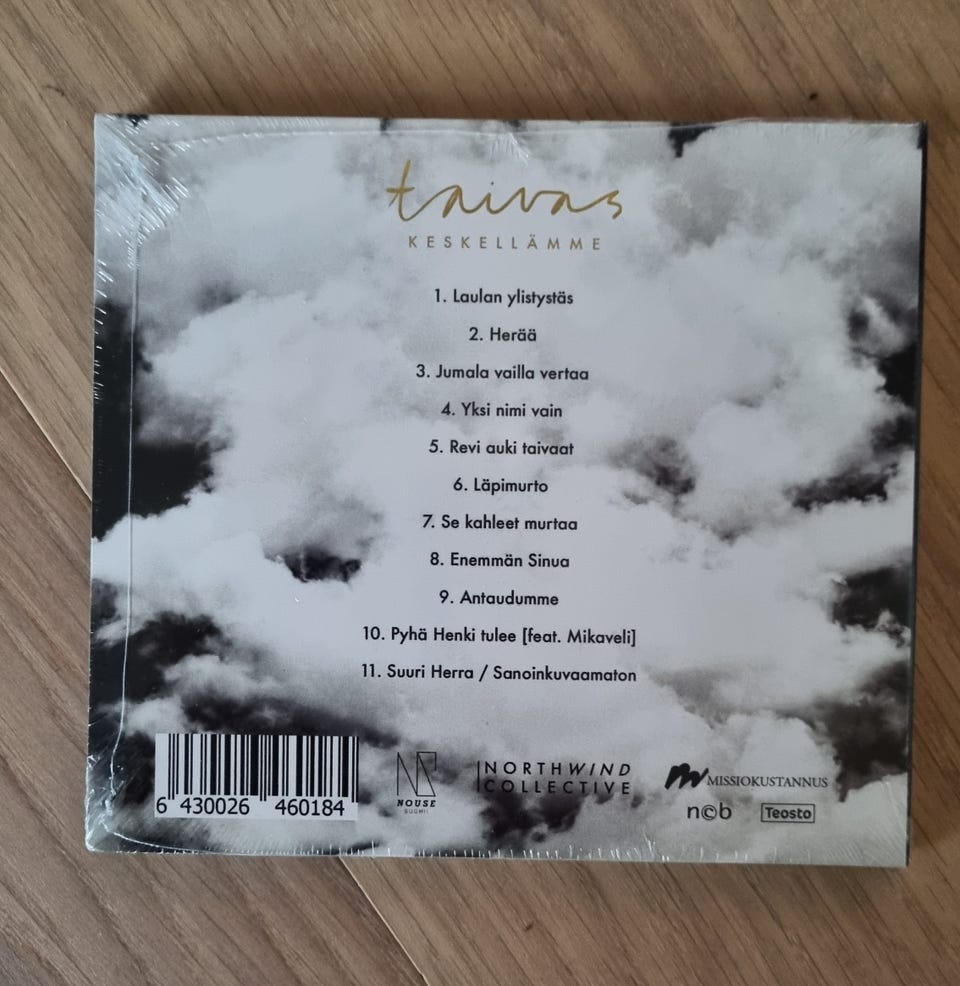 taivas
KESKELLÄMME
1. Laulan ylistystäs
2. Herää
3. Jumala vailla vertaa
4. Yksi nimi vain
5. Revi auki taivaat
6. Läpimurto
7. Se kahleet murtaa
8. Enemmän Sinua
9. Antaudumme
10. Pyhä Henki tulee [feat. Mikaveli]
11. Suuri Herra / Sanoinkuvaamaton
6 430026 460184
NOUSE
SUOMI!
NORTHWIND
COLLECTIVE
MISSIOKUSTANNUS
n©b
Teosto